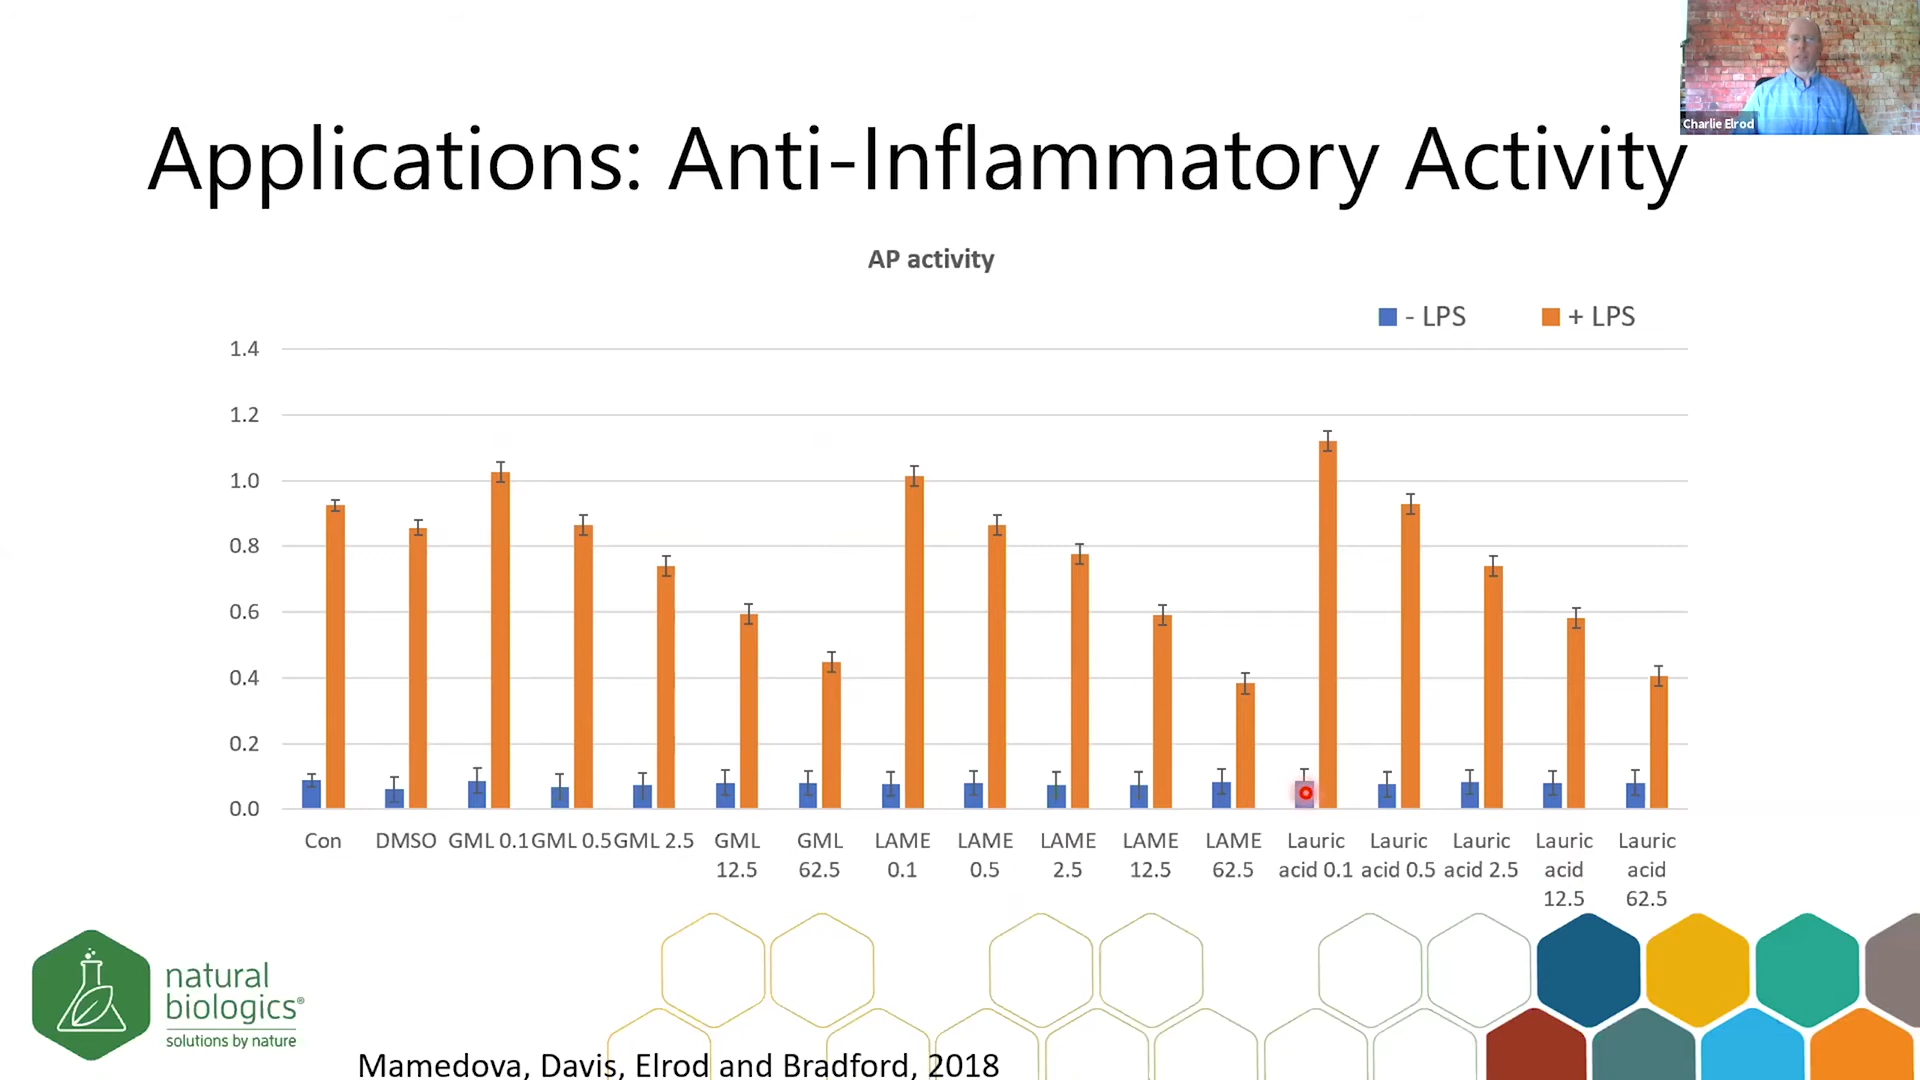 Charlie Elrod
Applications: Anti-Inflammatory Activity
AP activity
- LPS + LPS
1.4
1.2
1.0
0.8
0.6
0.4
0.2
0.0
Con DMSO GML 0.1 GML 0.5 GML 2.5 GML 12.5 GML 62.5 LAME 0.1 LAME 0.5 LAME 2.5 LAME 12.5 LAME 62.5 Lauric acid 0.1 Lauric acid 0.5 Lauric acid 2.5 Lauric acid 12.5 Lauric acid 62.5
natural
biologics®
solutions by nature
Mamedova, Davis, Elrod and Bradford, 2018